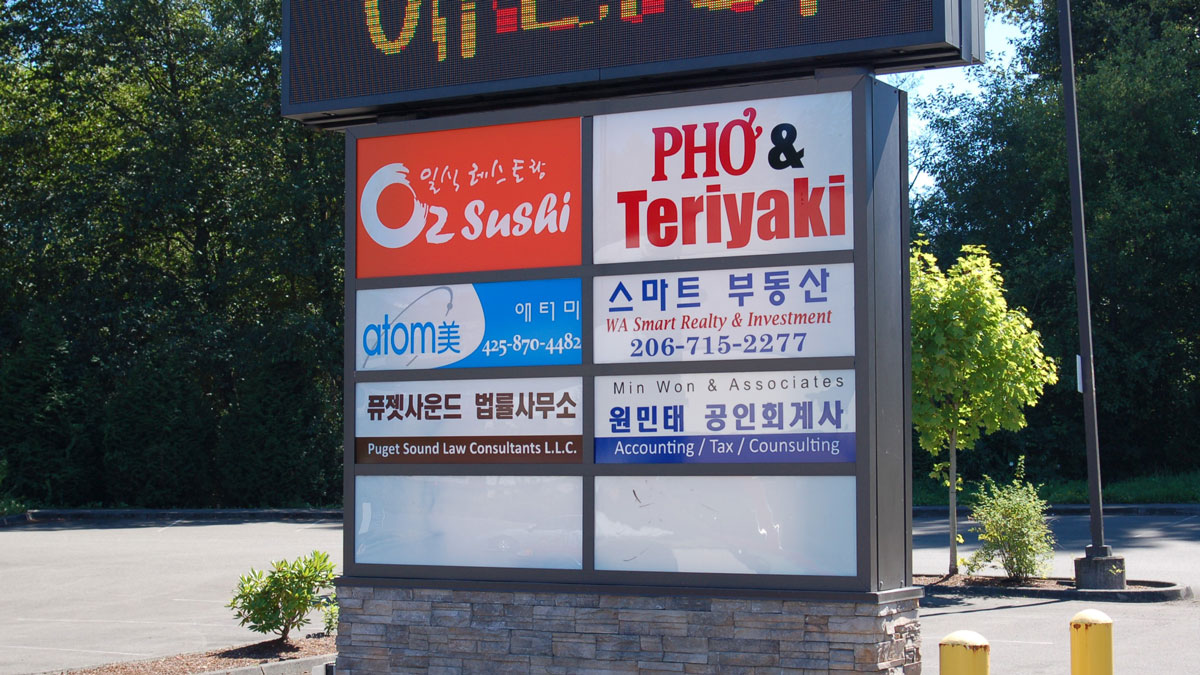 일식 레스토랑
O2 Sushi
PHỞ &
Teriyaki
애터미
atom美
425-870-4482
스마트 부동산
WA Smart Realty & Investment
206-715-2277
퓨젯사운드 법률사무소
Puget Sound Law Consultants L.L.C.
Min Won & Associates
원민태 공인회계사
Accounting / Tax / Counsulting